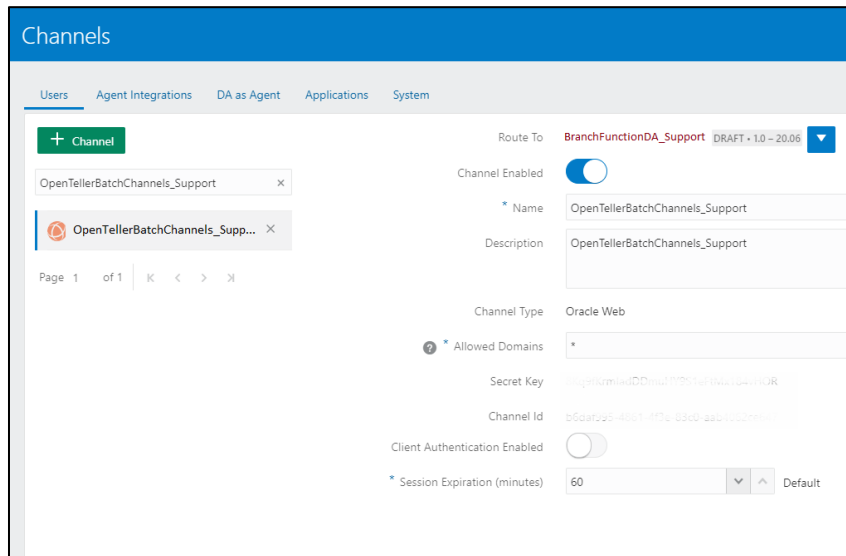 Channels
Users Agent Integrations DA as Agent Applications System
+ Channel
OpenTellerBatchChannels_Support ×
OpenTellerBatchChannels_Supp... ×
Page 1 of 1
Route To BranchFunctionDA_Support DRAFT • 1.0 – 20.06
Channel Enabled
* Name OpenTellerBatchChannels_Support
Description OpenTellerBatchChannels_Support
Channel Type Oracle Web
? * Allowed Domains *
Secret Key
Channel Id
Client Authentication Enabled
* Session Expiration (minutes) 60 Default